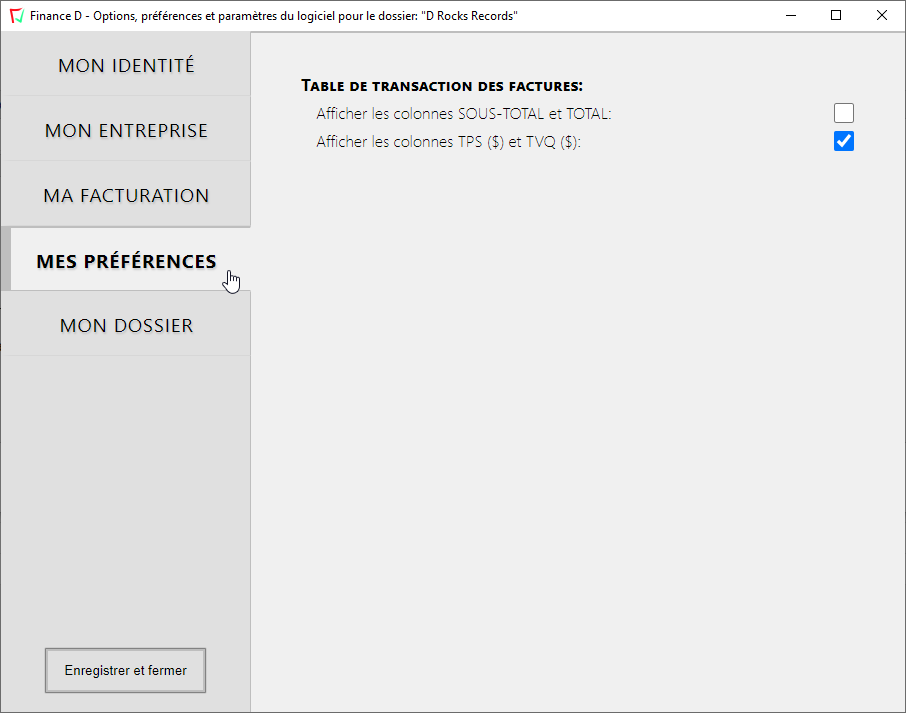 Finance D - Options, préférences et paramètres du logiciel pour le dossier: "D Rocks Records"
MON IDENTITÉ
MON ENTREPRISE
MA FACTURATION
MES PRÉFÉRENCES
MON DOSSIER
Enregistrer et fermer
Table de transaction des factures:
Afficher les colonnes SOUS-TOTAL et TOTAL:
Afficher les colonnes TPS ($) et TVQ ($):